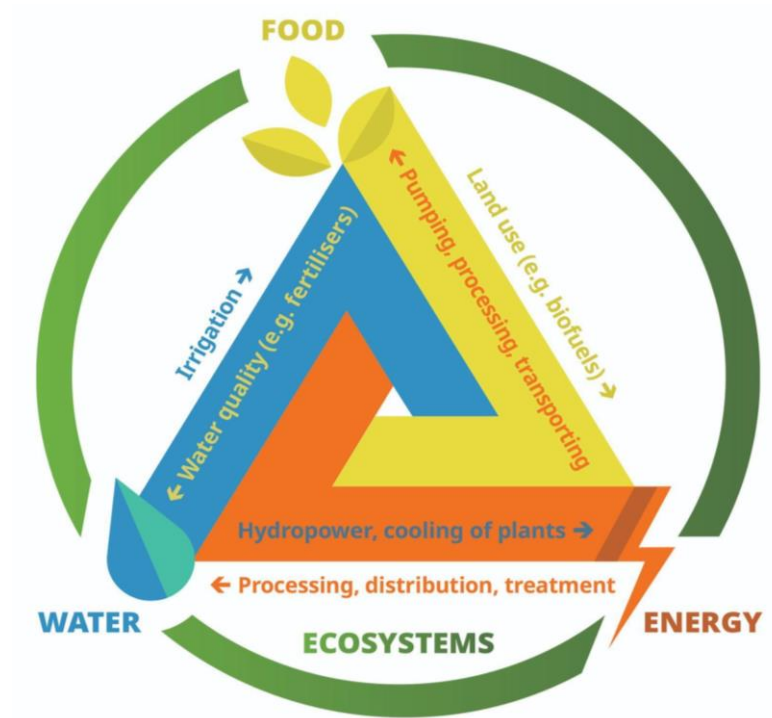 FOOD
Irrigation →
← Water quality (e.g. fertilisers)
← Pumping, processing, transporting
Land use (e.g. biofuels) →
Hydropower, cooling of plants →
← Processing, distribution, treatment
WATER
ECOSYSTEMS
ENERGY